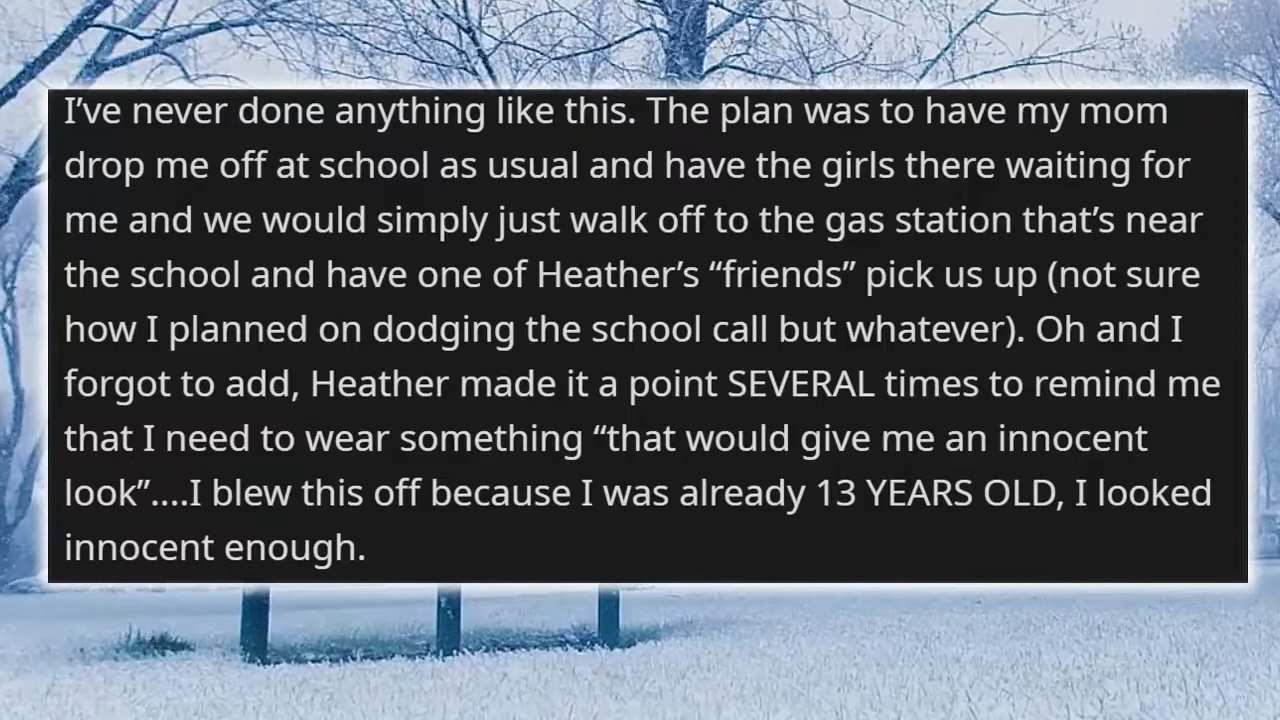 I’ve never done anything like this. The plan was to have my mom
drop me off at school as usual and have the girls there waiting for
me and we would simply just walk off to the gas station that’s near
the school and have one of Heather’s “friends” pick us up (not sure
how I planned on dodging the school call but whatever). Oh and I
forgot to add, Heather made it a point SEVERAL times to remind me
that I need to wear something “that would give me an innocent
look”....I blew this off because I was already 13 YEARS OLD, I looked
innocent enough.